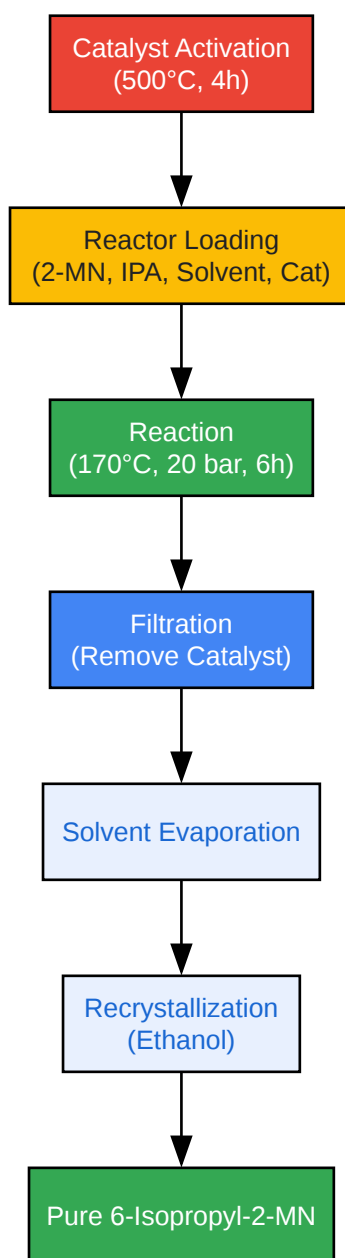 Catalyst Activation
(500°C, 4h)
Reactor Loading
(2-MN, IPA, Solvent, Cat)
Reaction
(170°C, 20 bar, 6h)
Filtration
(Remove Catalyst)
Solvent Evaporation
Recrystallization
(Ethanol)
Pure 6-Isopropyl-2-MN